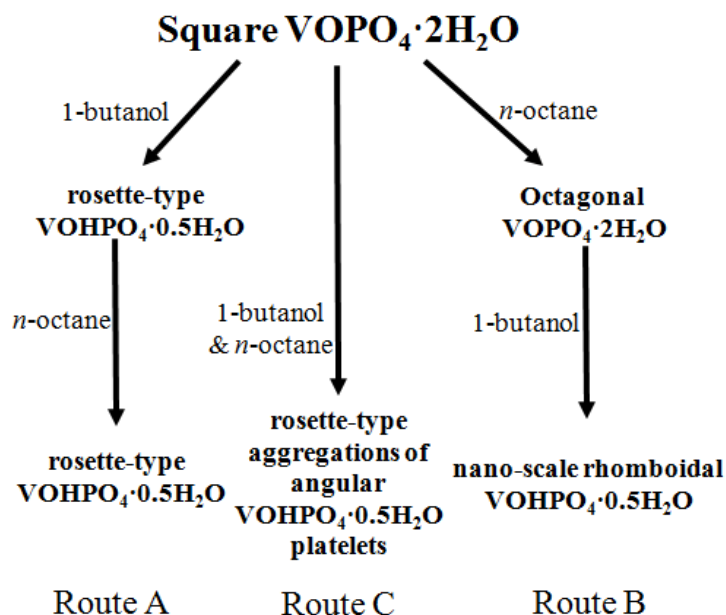 Square VOPO₄·2H₂O
1-butanol
n-octane
rosette-type
VOHPO₄·0.5H₂O
Octagonal
VOPO₄·2H₂O
n-octane
1-butanol
& n-octane
1-butanol
rosette-type
VOHPO₄·0.5H₂O
rosette-type
aggregations of
angular
VOHPO₄·0.5H₂O
platelets
nano-scale rhomboidal
VOHPO₄·0.5H₂O
Route A
Route C
Route B